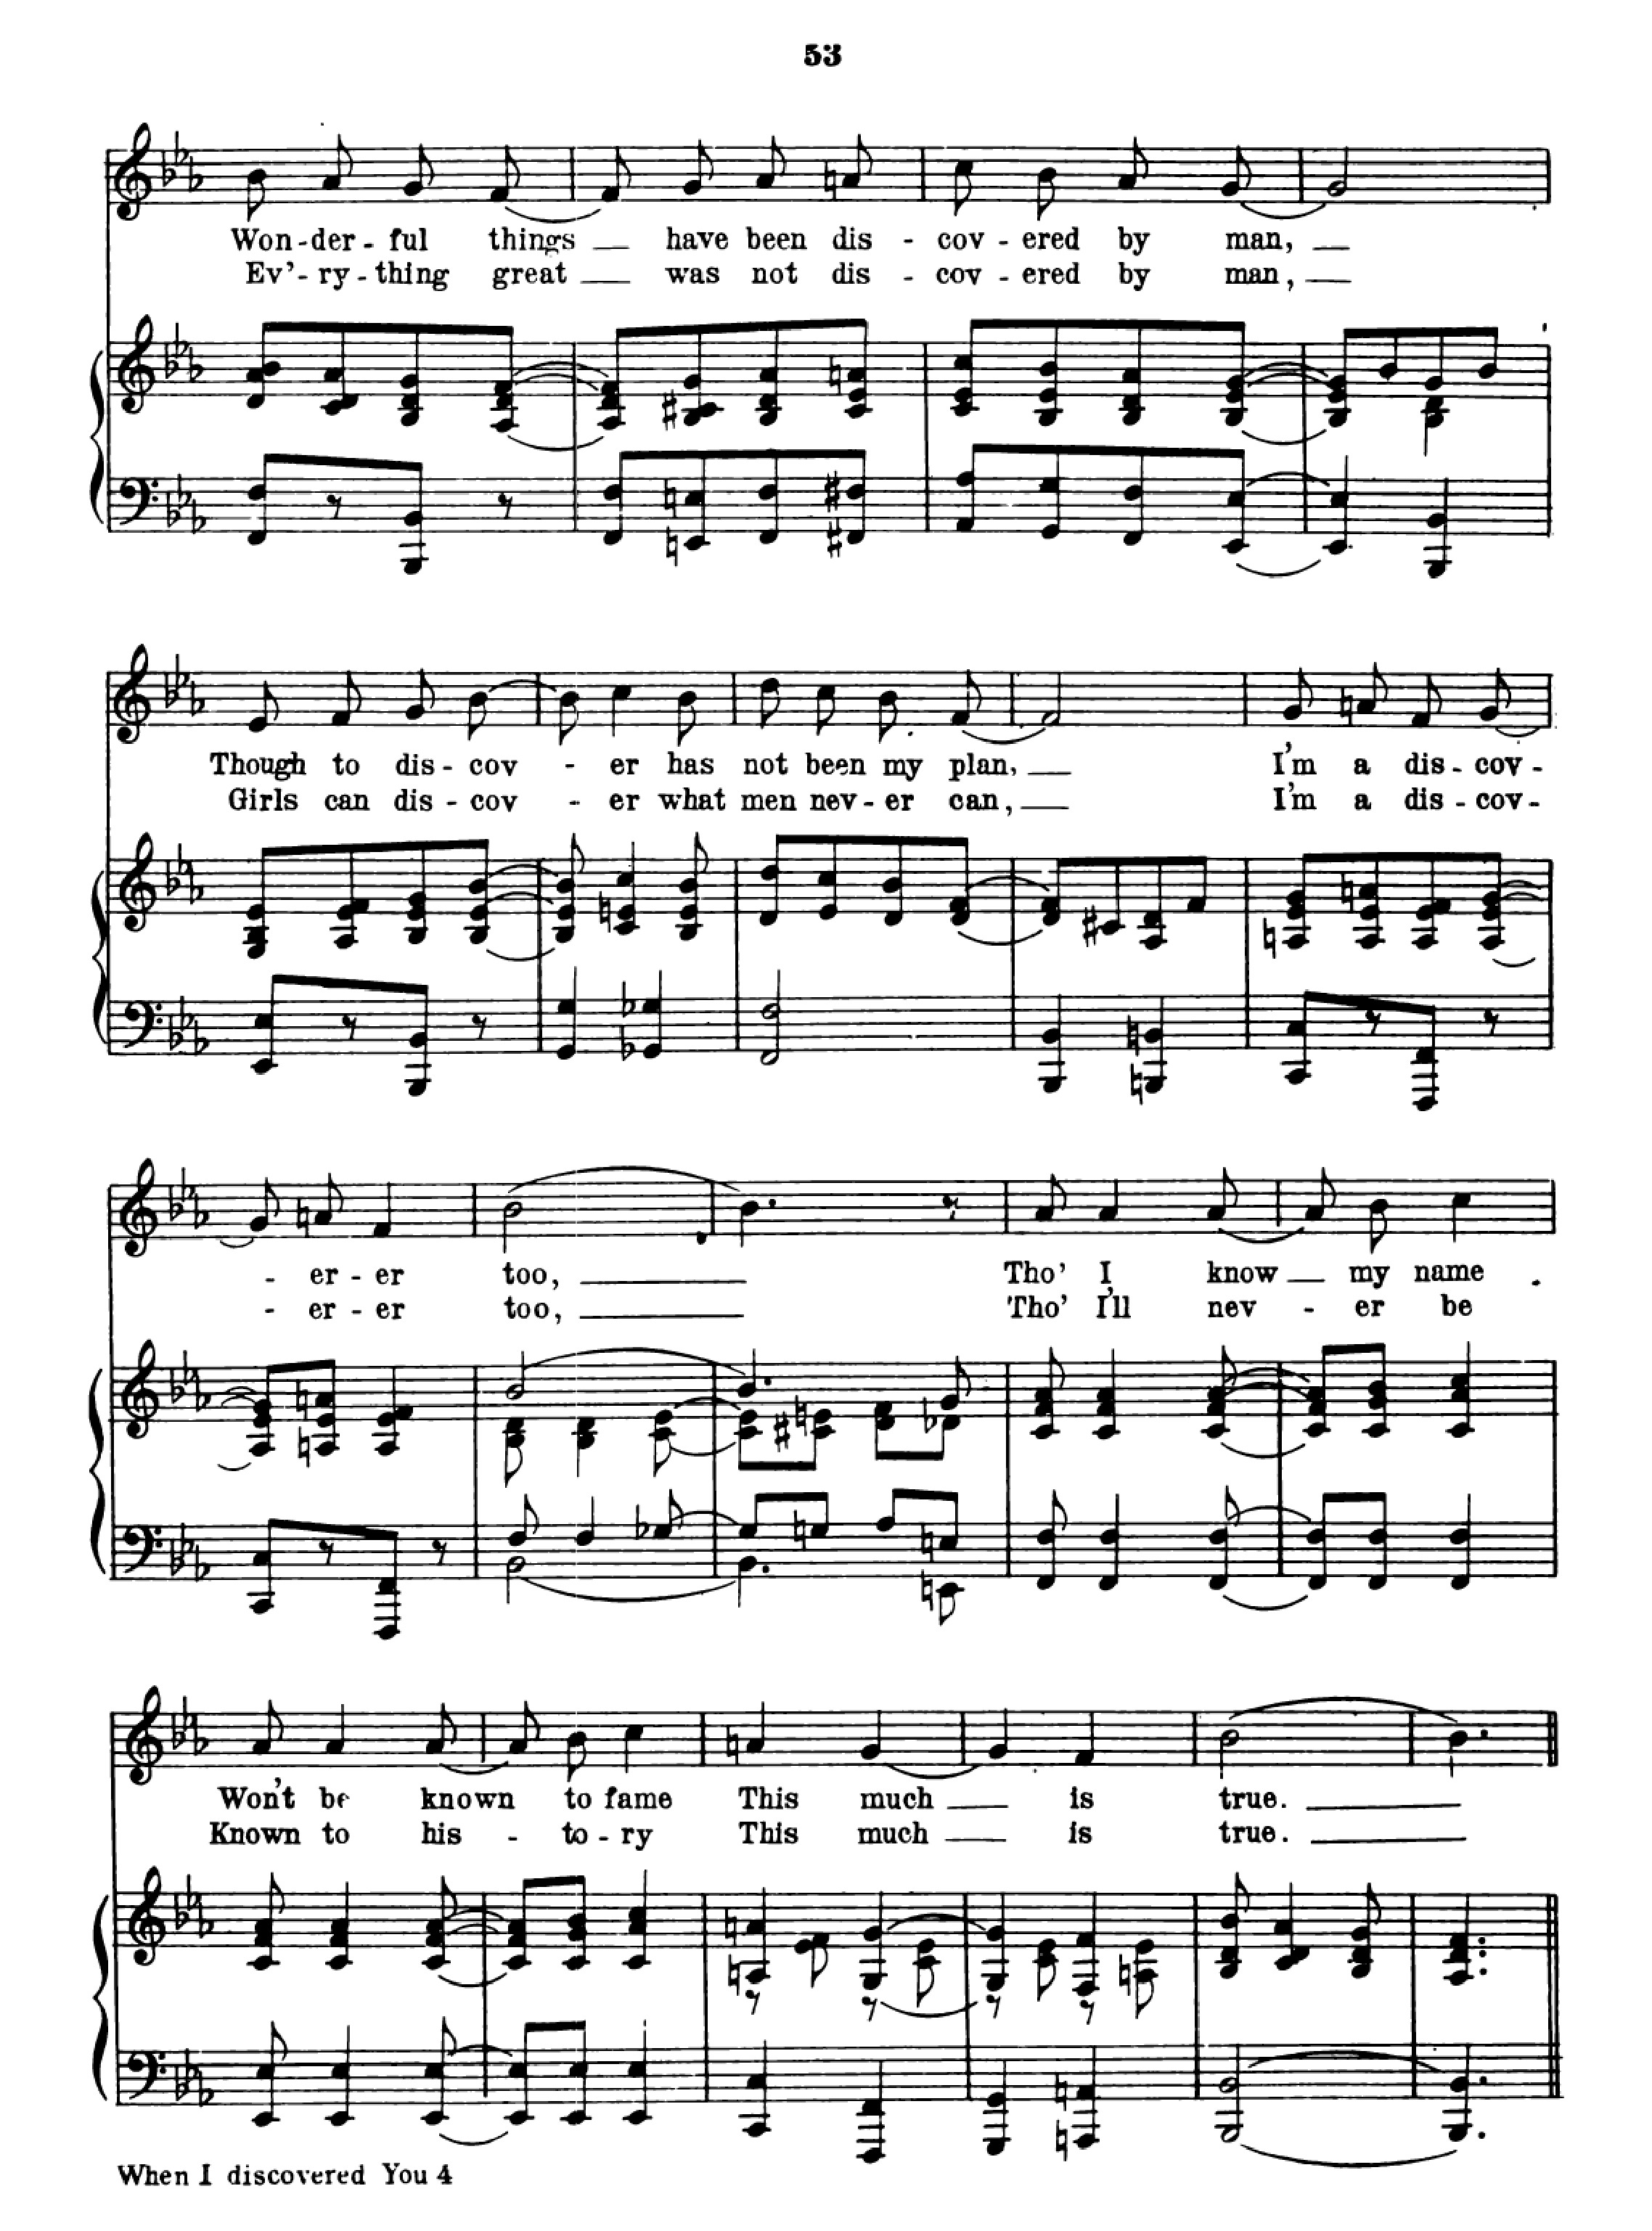 53
Won-der-ful things — have been dis - cov - ered by man, —
Ev'-ry-thing great — was not dis - cov - ered by man, —
Though to dis - cov - er has not been my plan, — I'm a dis - cov -
Girls can dis - cov - er what men nev - er can, — I'm a dis - cov -
- er - er too, — Tho' I know — my name
- er - er too, — Tho' I'll nev - er be
Won't be known to fame This much — is true. —
Known to his - to - ry This much — is true. —
When I discovered You 4